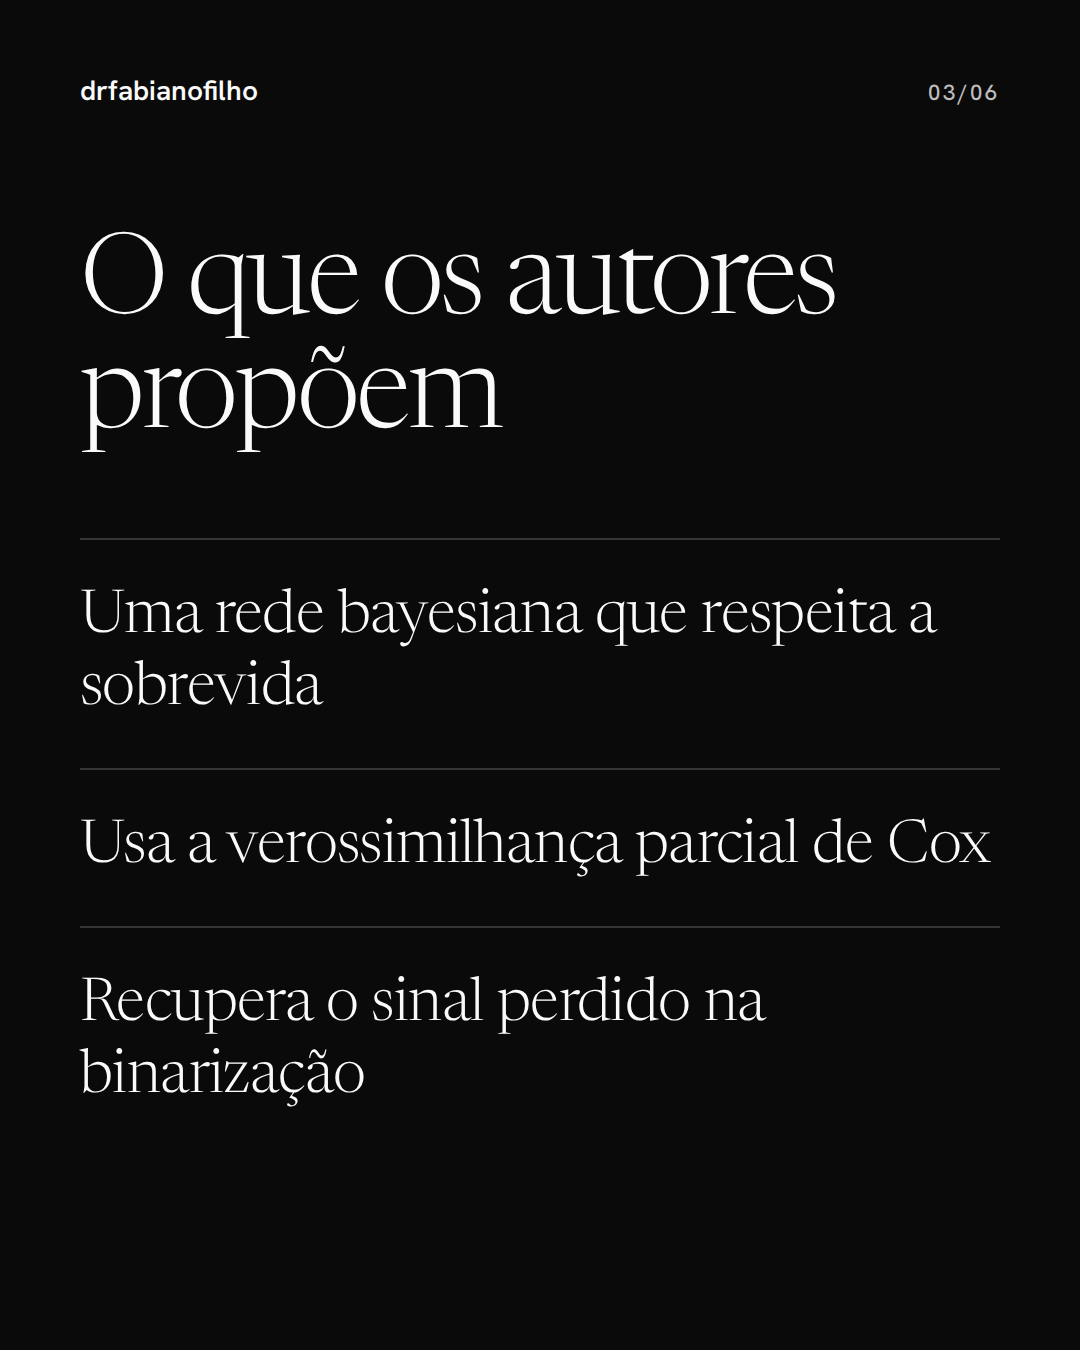 drfabianofilho
03/06
O que os autores
propõem
Uma rede bayesiana que respeita a
sobrevida
Usa a verossimilhança parcial de Cox
Recupera o sinal perdido na
binarização